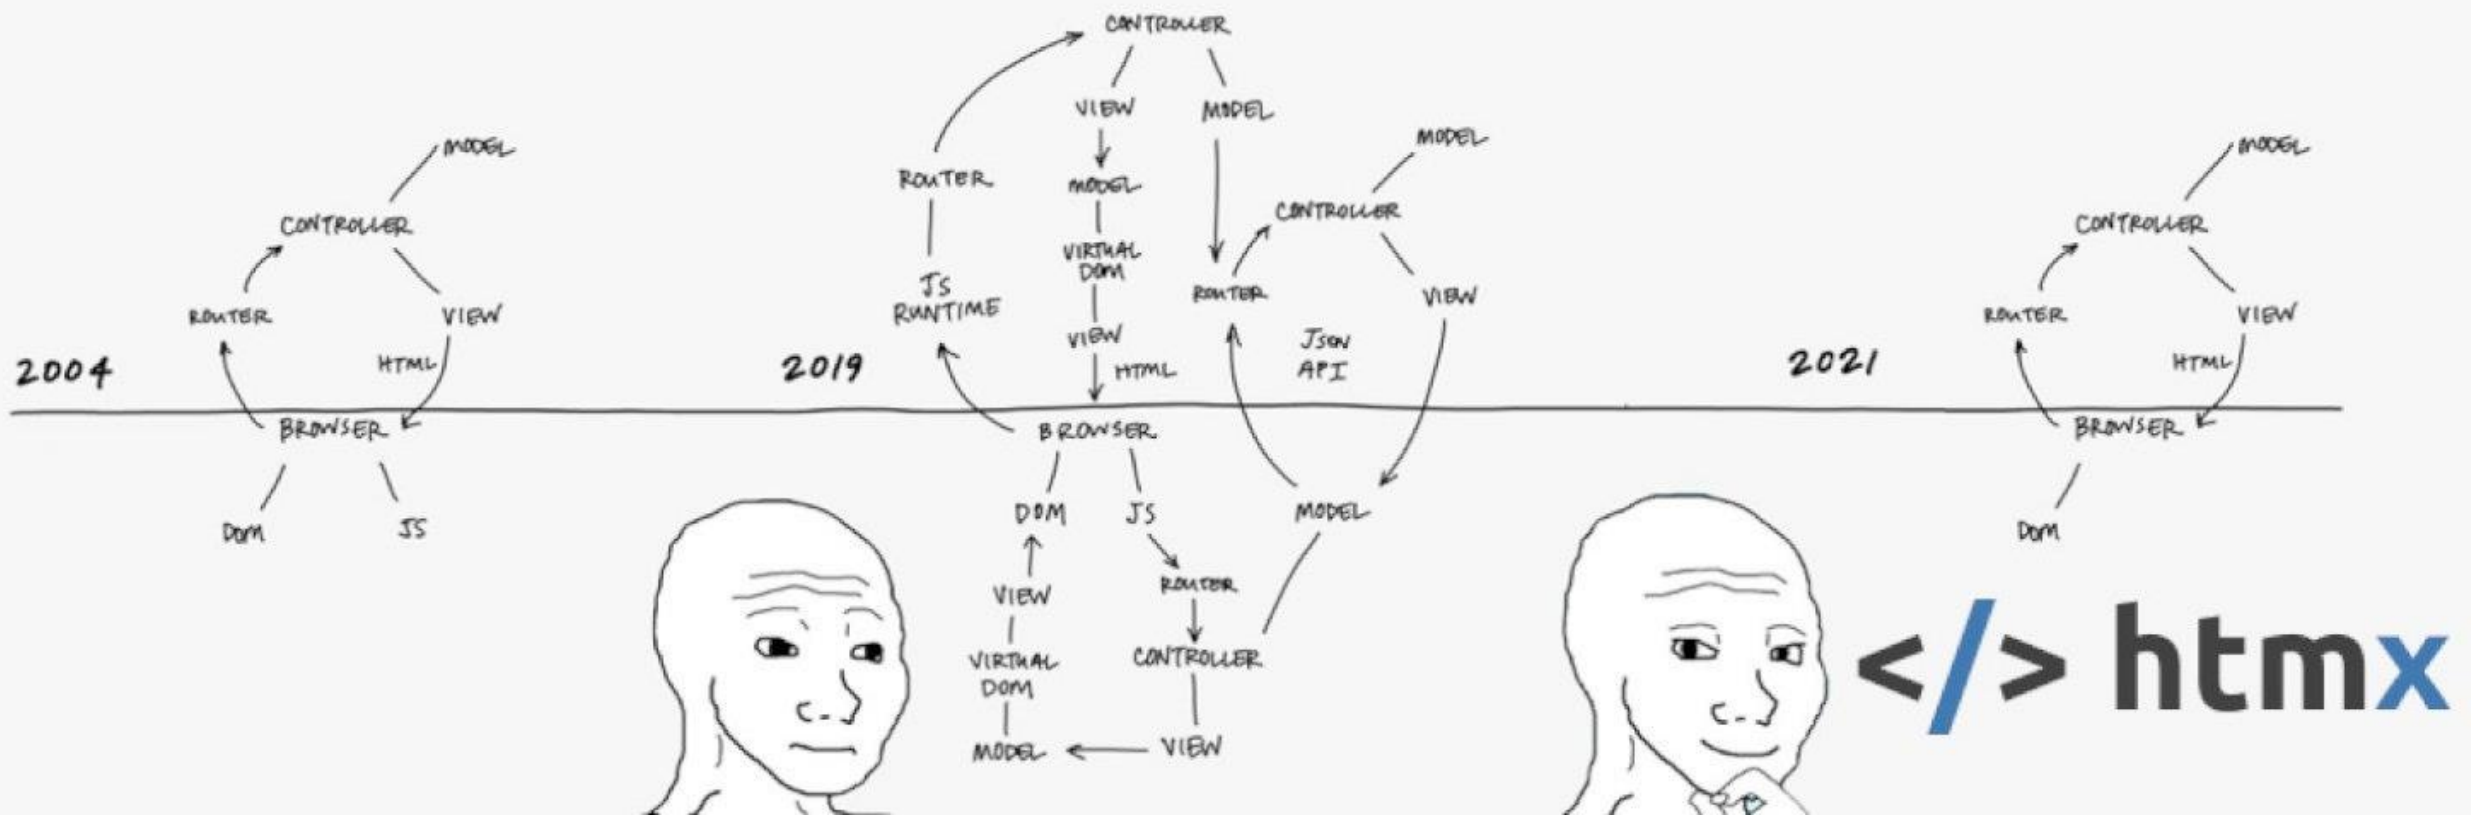 2004
MODEL
CONTROLLER
ROUTER
VIEW
HTML
BROWSER
DOM
JS
2019
CONTROLLER
VIEW
MODEL
ROUTER
MODEL
JS
RUNTIME
VIRTUAL
DOM
VIEW
HTML
MODEL
CONTROLLER
ROUTER
VIEW
JSON
API
BROWSER
DOM
JS
MODEL
VIEW
ROUTER
VIRTUAL
DOM
CONTROLLER
MODEL
VIEW
2021
MODEL
CONTROLLER
ROUTER
VIEW
HTML
BROWSER
DOM
</> htmx